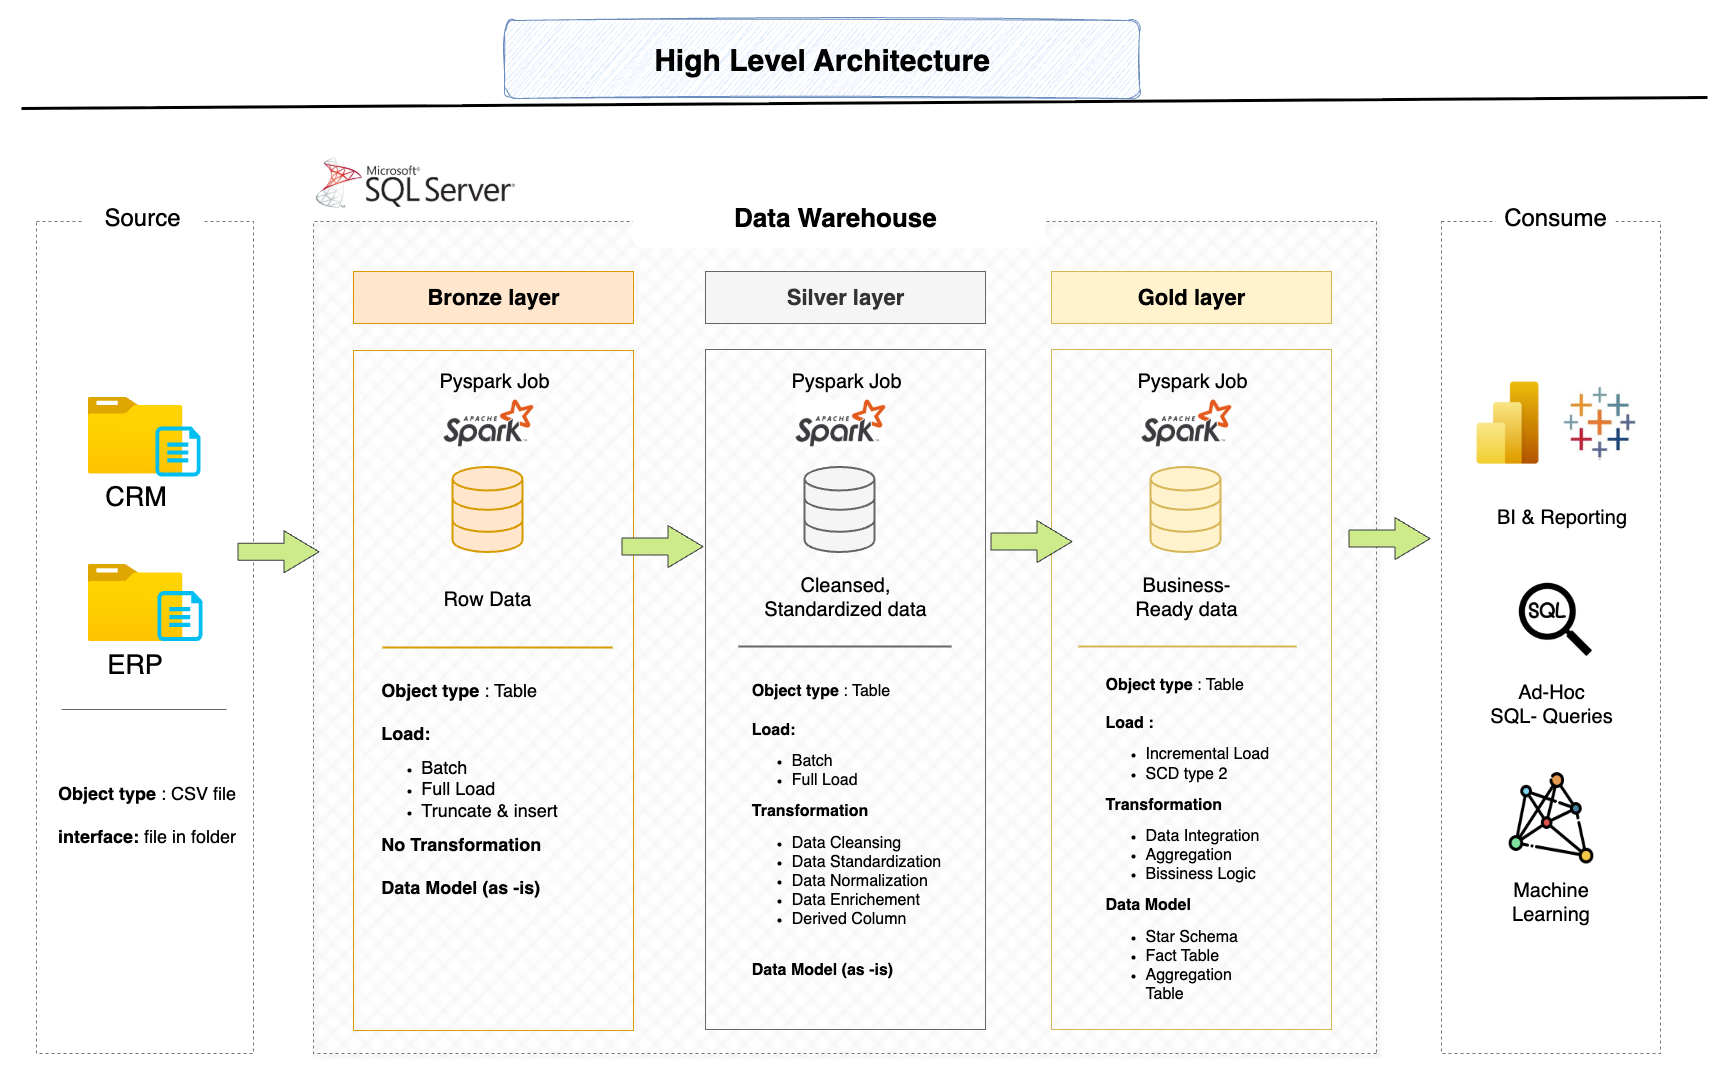 High Level Architecture
Microsoft®
SQL Server®
Source
Data Warehouse
Consume
CRM
ERP
Object type : CSV file
interface: file in folder
Bronze layer
Pyspark Job
APACHE
Spark™
Row Data
Object type : Table
Load:
• Batch
• Full Load
• Truncate & insert
No Transformation
Data Model (as -is)
Silver layer
Pyspark Job
APACHE
Spark™
Cleansed,
Standardized data
Object type : Table
Load:
• Batch
• Full Load
Transformation
• Data Cleansing
• Data Standardization
• Data Normalization
• Data Enrichement
• Derived Column
Data Model (as -is)
Gold layer
Pyspark Job
APACHE
Spark™
Business-
Ready data
Object type : Table
Load :
• Incremental Load
• SCD type 2
Transformation
• Data Integration
• Aggregation
• Bissiness Logic
Data Model
• Star Schema
• Fact Table
• Aggregation
Table
BI & Reporting
SQL
Ad-Hoc
SQL- Queries
Machine
Learning